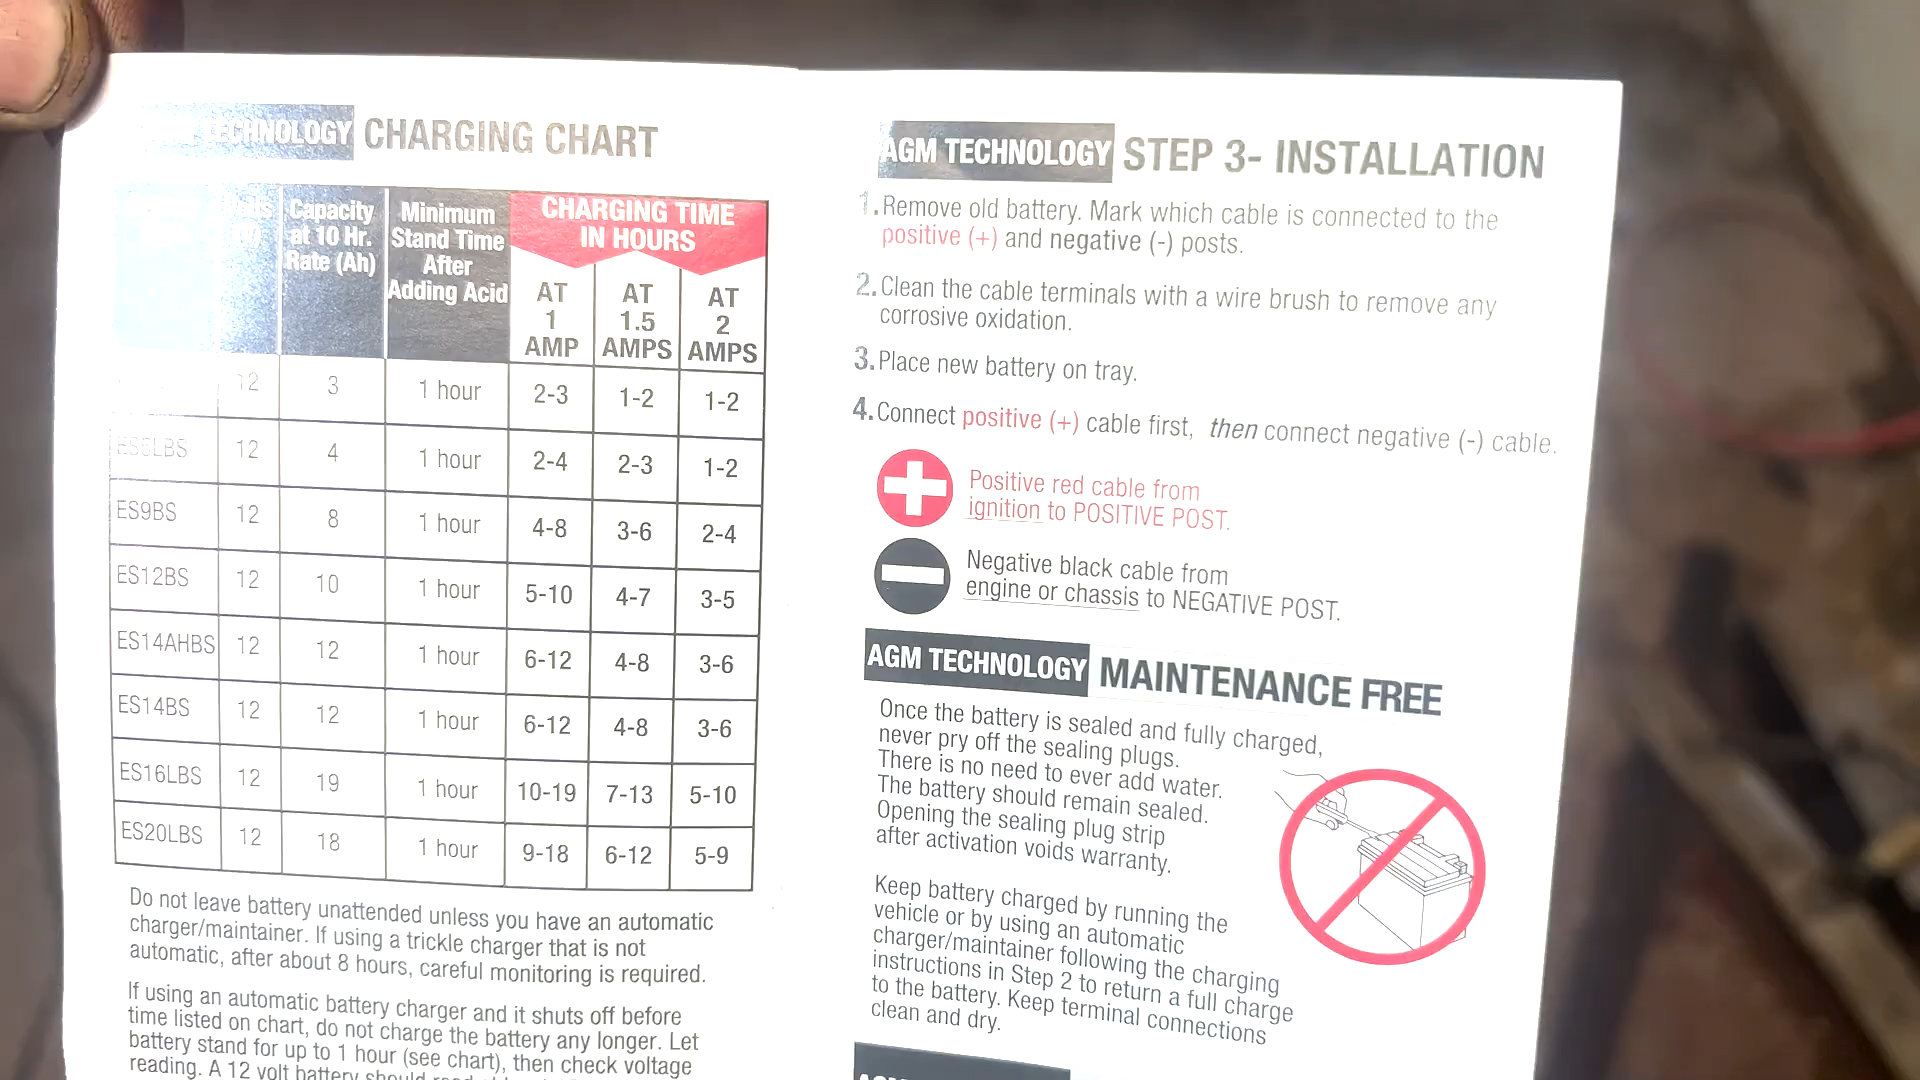 TECHNOLOGY CHARGING CHART
Capacity
at 10 Hr.
Rate (Ah)
Minimum
Stand Time
After
Adding Acid
CHARGING TIME
IN HOURS
AT
1
AMP
AT
1.5
AMPS
AT
2
AMPS
12 3 1 hour 2-3 1-2 1-2
ES5LBS 12 4 1 hour 2-4 2-3 1-2
ES9BS 12 8 1 hour 4-8 3-6 2-4
ES12BS 12 10 1 hour 5-10 4-7 3-5
ES14AHBS 12 12 1 hour 6-12 4-8 3-6
ES14BS 12 12 1 hour 6-12 4-8 3-6
ES16LBS 12 19 1 hour 10-19 7-13 5-10
ES20LBS 12 18 1 hour 9-18 6-12 5-9
Do not leave battery unattended unless you have an automatic
charger/maintainer. If using a trickle charger that is not
automatic, after about 8 hours, careful monitoring is required.
If using an automatic battery charger and it shuts off before
time listed on chart, do not charge the battery any longer. Let
battery stand for up to 1 hour (see chart), then check voltage
reading. A 12 volt battery should
AGM TECHNOLOGY STEP 3- INSTALLATION
1. Remove old battery. Mark which cable is connected to the
positive (+) and negative (-) posts.
2. Clean the cable terminals with a wire brush to remove any
corrosive oxidation.
3. Place new battery on tray.
4. Connect positive (+) cable first, then connect negative (-) cable.
Positive red cable from
ignition to POSITIVE POST.
Negative black cable from
engine or chassis to NEGATIVE POST.
AGM TECHNOLOGY MAINTENANCE FREE
Once the battery is sealed and fully charged,
never pry off the sealing plugs.
There is no need to ever add water.
The battery should remain sealed.
Opening the sealing plug strip
after activation voids warranty.
Keep battery charged by running the
vehicle or by using an automatic
charger/maintainer following the charging
instructions in Step 2 to return a full charge
to the battery. Keep terminal connections
clean and dry.